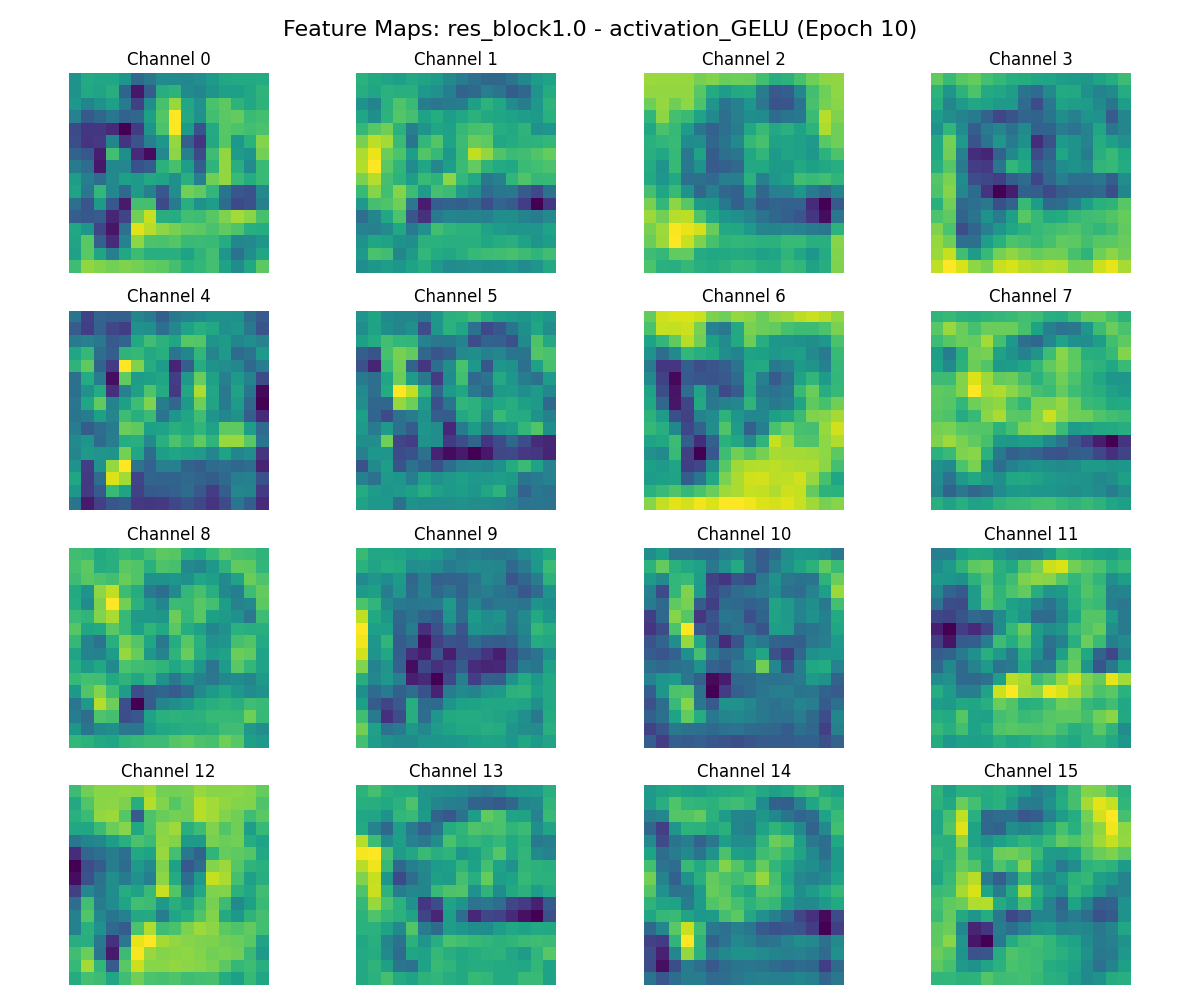 Feature Maps: res_block1.0 - activation_GELU (Epoch 10)
Channel 0 Channel 1 Channel 2 Channel 3
Channel 4 Channel 5 Channel 6 Channel 7
Channel 8 Channel 9 Channel 10 Channel 11
Channel 12 Channel 13 Channel 14 Channel 15